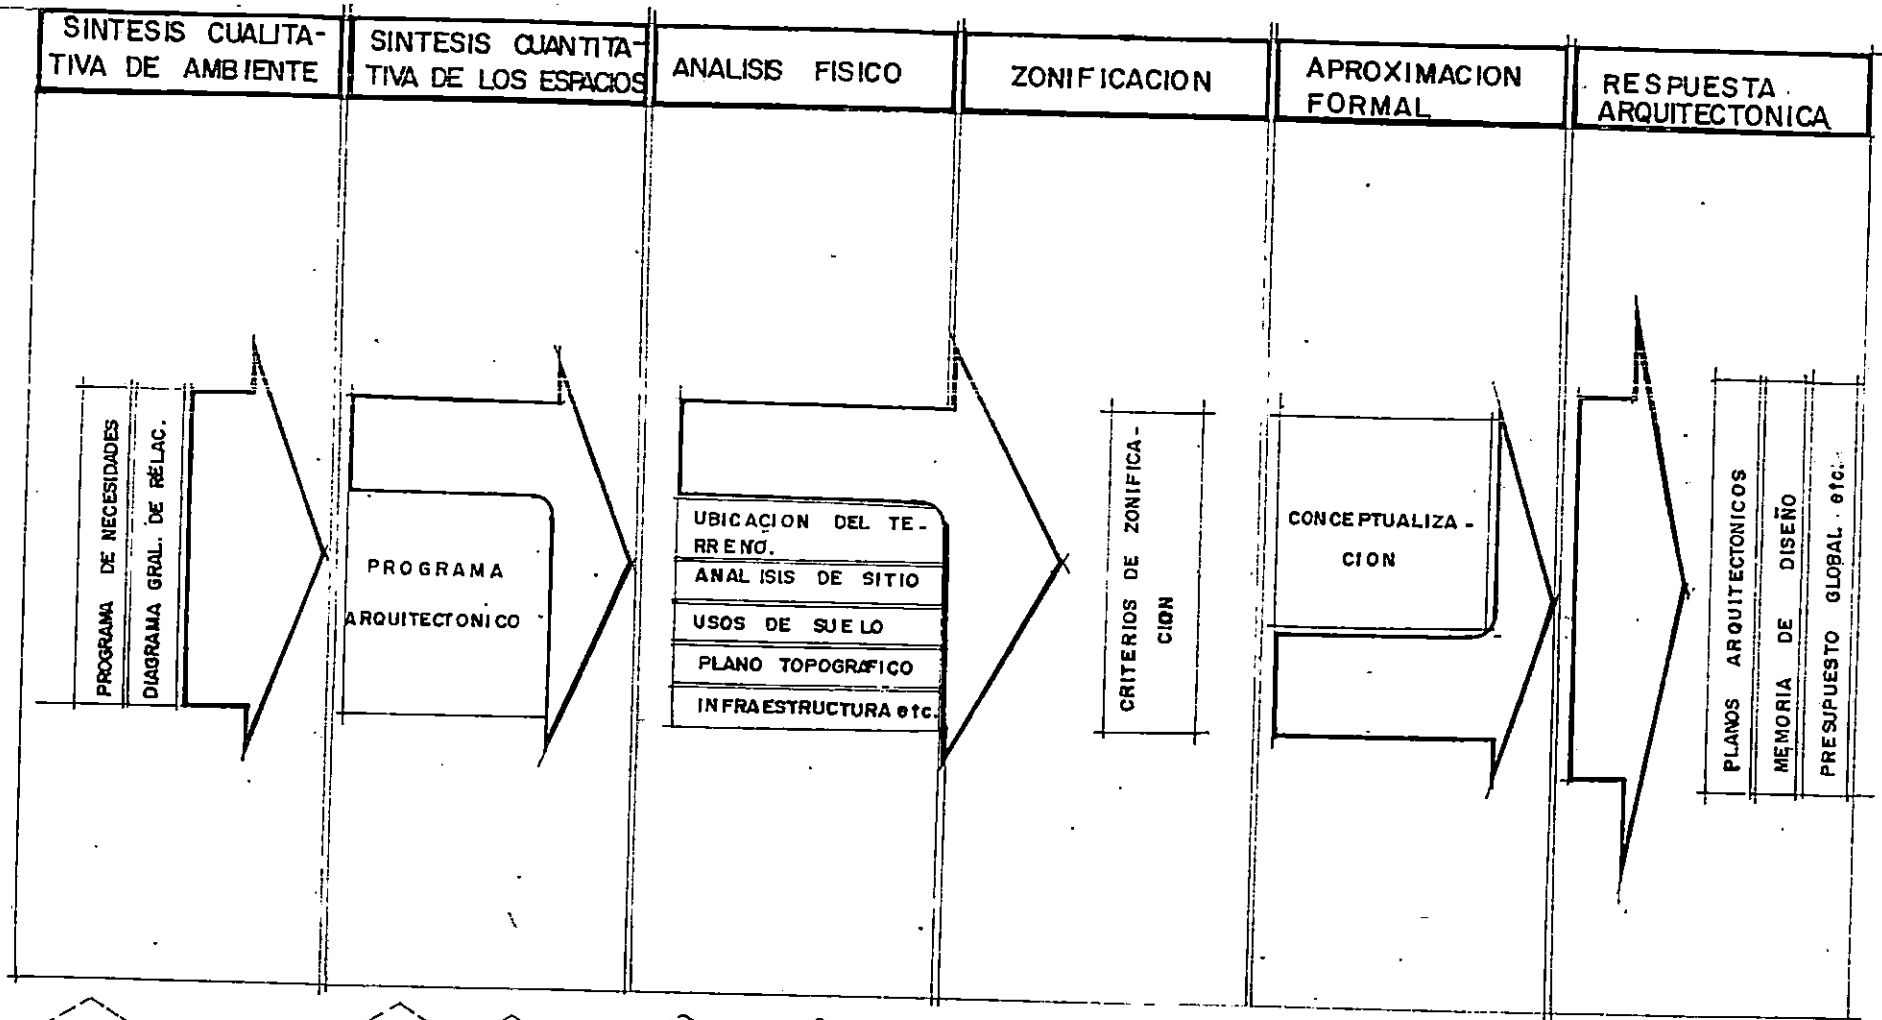 SINTESIS CUALITA-
TIVA DE AMBIENTE
SINTESIS CUANTITA-
TIVA DE LOS ESPACIOS
ANALISIS FISICO
ZONIFICACION
APROXIMACION
FORMAL
RESPUESTA
ARQUITECTONICA
PROGRAMA DE NECESIDADES
DIAGRAMA GRAL. DE RELAC.
PROGRAMA
ARQUITECTONICO
UBICACION DEL TE-
RRENO.
ANALISIS DE SITIO
USOS DE SUELO
PLANO TOPOGRAFICO
INFRAESTRUCTURA etc.
CRITERIOS DE ZONIFICA-
CION
CONCEPTUALIZA-
CION
PLANOS ARQUITECTONICOS
MEMORIA DE DISEÑO
PRESUPUESTO GLOBAL. etc.